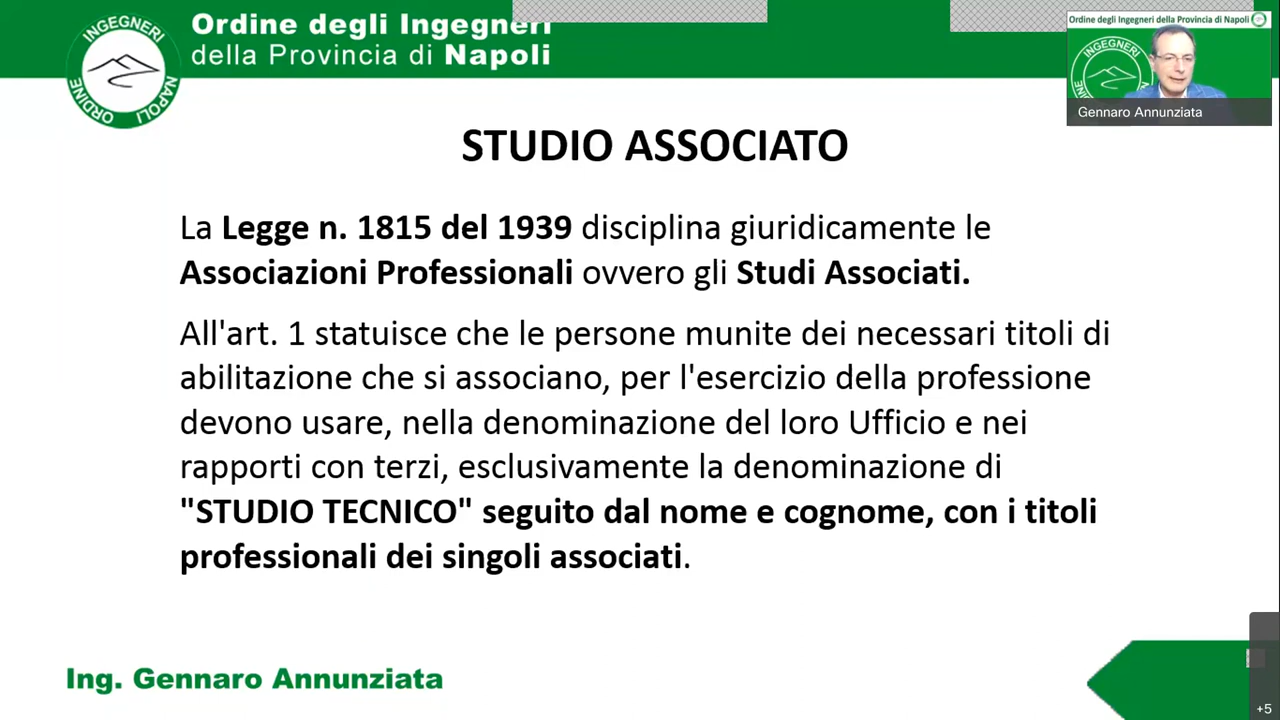 Ordine degli Ingegneri
della Provincia di Napoli
INGEGNERI
ORDINE NAPOLI
Ordine degli Ingegneri della Provincia di Napoli
INGEGNERI
Gennaro Annunziata
STUDIO ASSOCIATO
La Legge n. 1815 del 1939 disciplina giuridicamente le
Associazioni Professionali ovvero gli Studi Associati.
All'art. 1 statuisce che le persone munite dei necessari titoli di
abilitazione che si associano, per l'esercizio della professione
devono usare, nella denominazione del loro Ufficio e nei
rapporti con terzi, esclusivamente la denominazione di
"STUDIO TECNICO" seguito dal nome e cognome, con i titoli
professionali dei singoli associati.
Ing. Gennaro Annunziata
+5